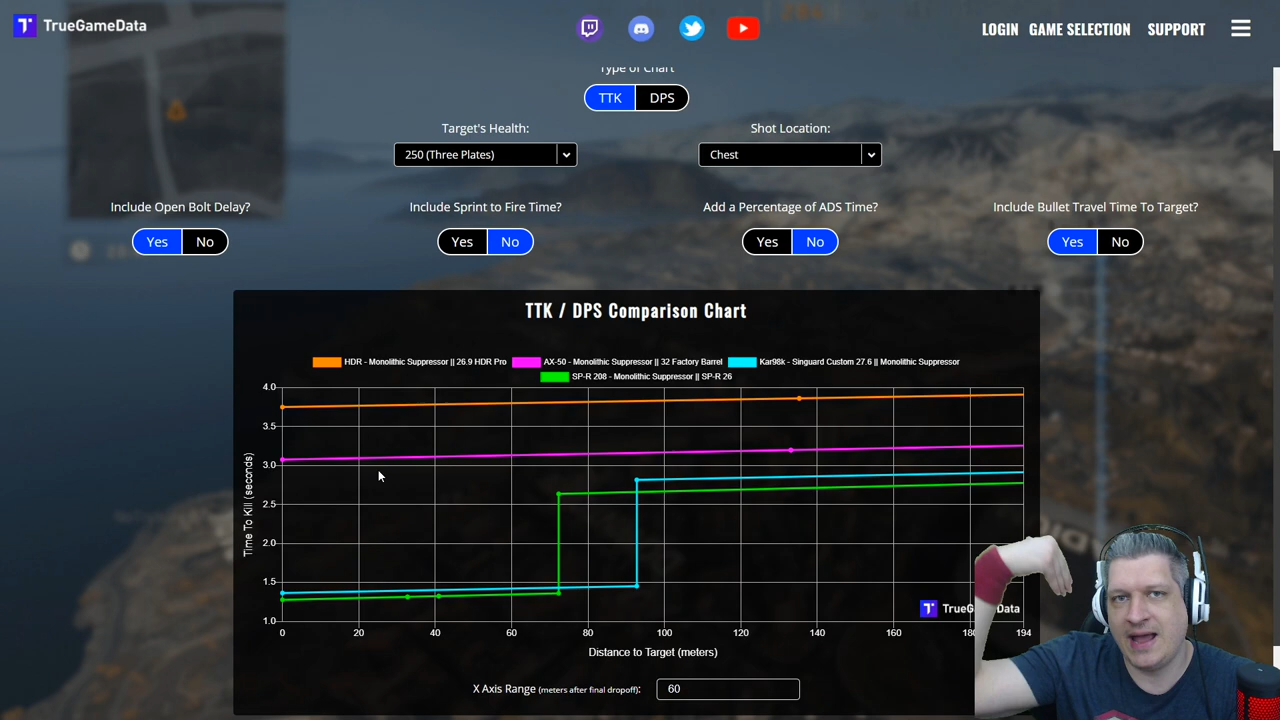 TrueGameData
LOGIN GAME SELECTION SUPPORT
Type of Chart
TTK DPS
Target's Health: Shot Location:
250 (Three Plates) Chest
Include Open Bolt Delay? Include Sprint to Fire Time? Add a Percentage of ADS Time? Include Bullet Travel Time To Target?
Yes No Yes No Yes No Yes No
TTK / DPS Comparison Chart
HDR - Monolithic Suppressor || 26.9 HDR Pro AX-50 - Monolithic Suppressor || 32 Factory Barrel Kar98k - Singuard Custom 27.6 || Monolithic Suppressor
SP-R 208 - Monolithic Suppressor || SP-R 26
4.0
3.5
3.0
2.5
2.0
1.5
1.0
Time To Kill (seconds)
TrueG Data
0 20 40 60 80 100 120 140 160 18 194
Distance to Target (meters)
X Axis Range (meters after final dropoff): 60